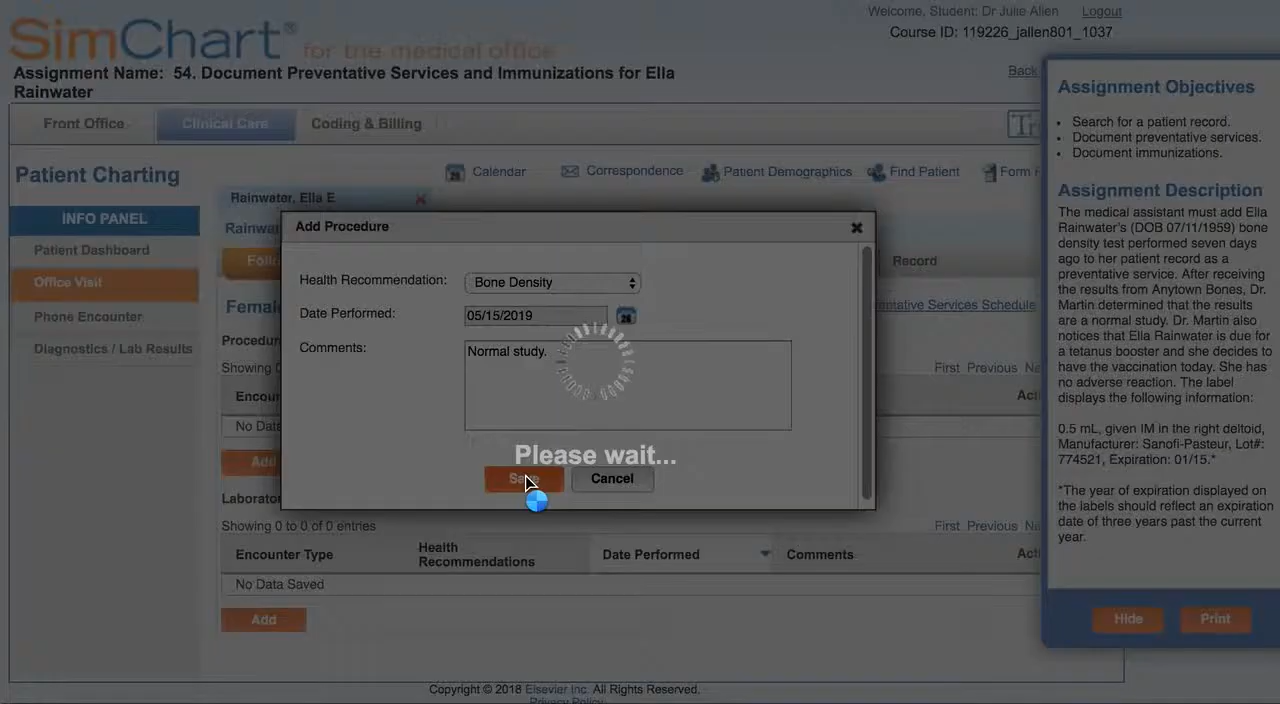 Welcome, Student: Dr Julie Allen Logout
SimChart® for the medical office
Course ID: 119226_jallen801_1037
Assignment Name: 54. Document Preventative Services and Immunizations for Ella
Rainwater
Back
Front Office Clinical Care Coding & Billing
Patient Charting
Calendar Correspondence Patient Demographics Find Patient Form
INFO PANEL
Patient Dashboard
Office Visit
Phone Encounter
Diagnostics / Lab Results
Rainwater, Ella E
Record
Add Procedure
Health Recommendation: Bone Density
Date Performed: 05/15/2019
Comments: Normal study.
Please wait...
Save Cancel
Services Schedule
First Previous
No Data
Add
Showing 0 to 0 of 0 entries First Previous
Encounter Type Health Date Performed Comments
Recommendations
No Data Saved
Add
Assignment Objectives
• Search for a patient record.
• Document preventative services.
• Document immunizations.
Assignment Description
The medical assistant must add Ella
Rainwater's (DOB 07/11/1959) bone
density test performed seven days
ago to her patient record as a
preventative service. After receiving
the results from Anytown Bones, Dr.
Martin determined that the results
are a normal study. Dr. Martin also
notices that Ella Rainwater is due for
a tetanus booster and she decides to
have the vaccination today. She has
no adverse reaction. The label
displays the following information:
0.5 mL, given IM in the right deltoid,
Manufacturer: Sanofi-Pasteur, Lot#:
774521, Expiration: 01/15.*
*The year of expiration displayed on
the labels should reflect an expiration
date of three years past the current
year.
Hide Print
Copyright © 2018 Elsevier Inc. All Rights Reserved.
Privacy Policy